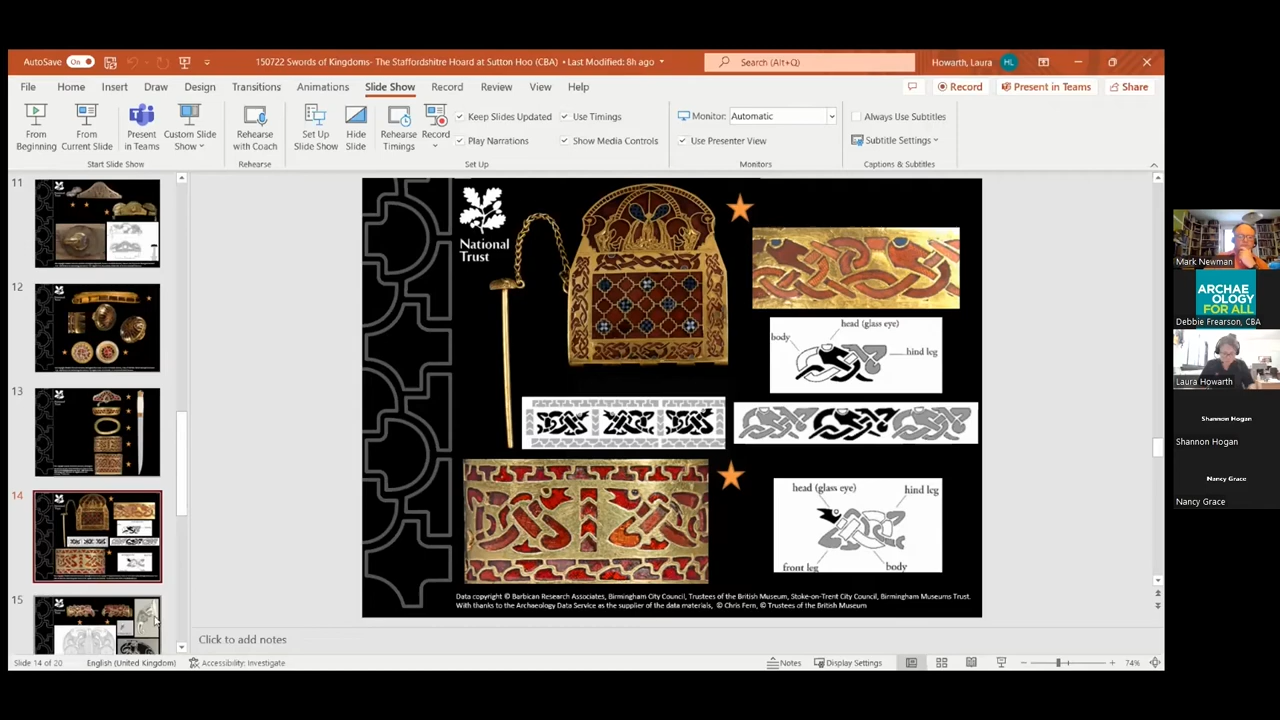 AutoSave On
150722 Swords of Kingdoms- The Staffordshitre Hoard at Sutton Hoo (CBA) • Last Modified: 8h ago
Search (Alt+Q)
Howarth, Laura HL
File Home Insert Draw Design Transitions Animations Slide Show Record Review View Help
Record Present in Teams Share
From Beginning
From Current Slide
Present in Teams
Custom Slide Show
Start Slide Show
Rehearse with Coach
Rehearse
Set Up Slide Show
Hide Slide
Rehearse Timings
Record
Keep Slides Updated
Use Timings
Play Narrations
Show Media Controls
Set Up
Monitor: Automatic
Use Presenter View
Monitors
Always Use Subtitles
Subtitle Settings
Captions & Subtitles
11
12
13
14
15
National
Trust
head (glass eye)
body
hind leg
head (glass eye)
hind leg
front leg
body
Data copyright © Barbican Research Associates, Birmingham City Council, Trustees of the British Museum, Stoke-on-Trent City Council, Birmingham Museums Trust.
With thanks to the Archaeology Data Service as the supplier of the data materials, © Chris Fern, © Trustees of the British Museum
Click to add notes
Slide 14 of 20 English (United Kingdom) Accessibility: Investigate
Notes Display Settings 74%
Mark Newman
ARCHAE
OLOGY
FOR ALL
Debbie Frearson, CBA
Laura Howarth
Shannon Hogan
Shannon Hogan
Nancy Grace
Nancy Grace